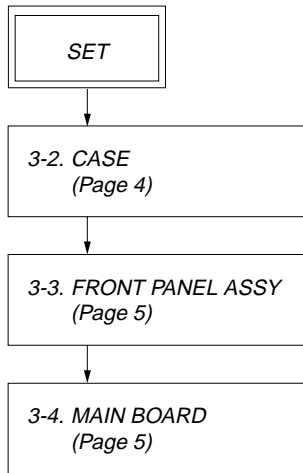 SET
3-2. CASE
(Page 4)
3-3. FRONT PANEL ASSY
(Page 5)
3-4. MAIN BOARD
(Page 5)